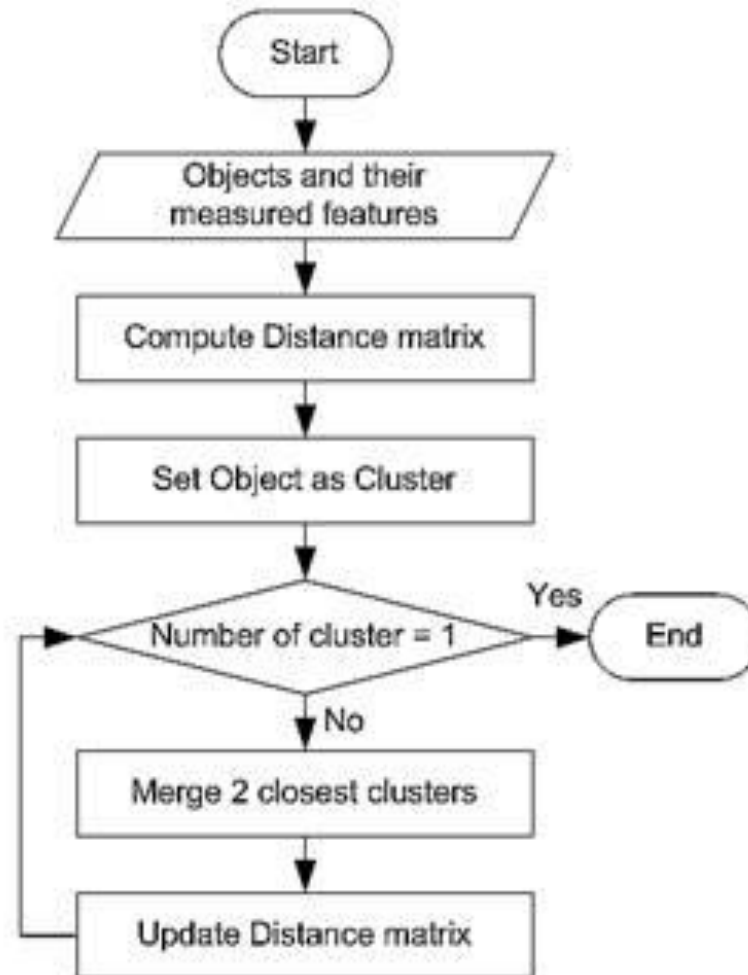 Start
Objects and their
measured features
Compute Distance matrix
Set Object as Cluster
Number of cluster = 1
Yes
End
No
Merge 2 closest clusters
Update Distance matrix